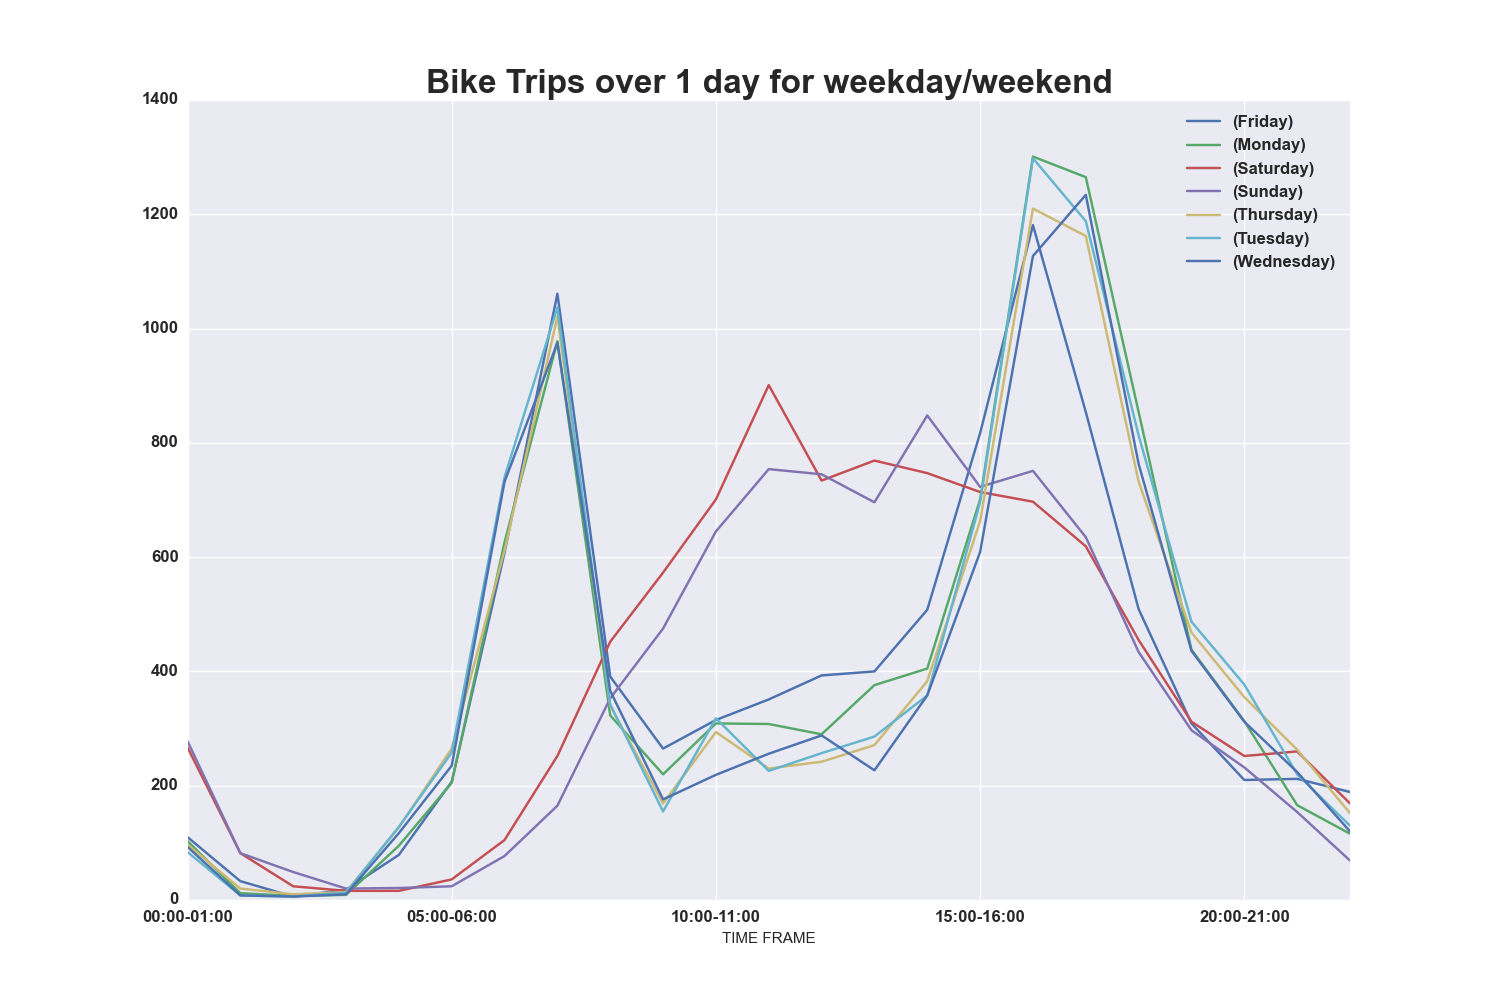 Bike Trips over 1 day for weekday/weekend
1400
1200
1000
800
600
400
200
0
(Friday)
(Monday)
(Saturday)
(Sunday)
(Thursday)
(Tuesday)
(Wednesday)
00:00-01:00 05:00-06:00 10:00-11:00 15:00-16:00 20:00-21:00
TIME FRAME